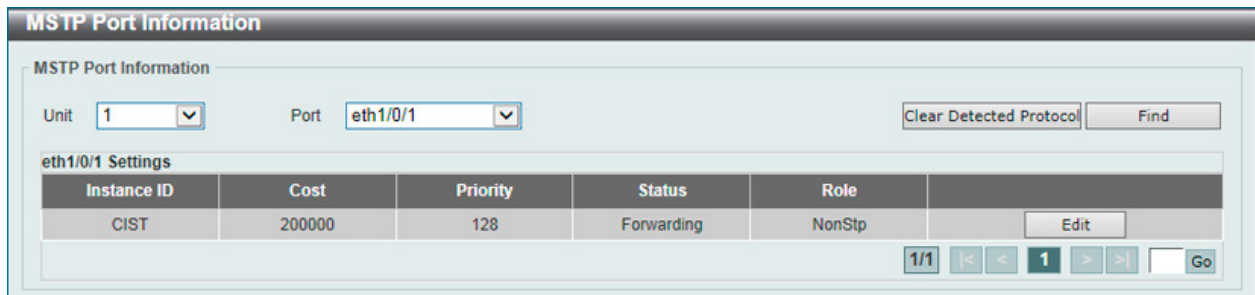 MSTP Port Information
MSTP Port Information
Unit 1 Port eth1/0/1 Clear Detected Protocol Find
eth1/0/1 Settings
Instance ID Cost Priority Status Role
CIST 200000 128 Forwarding NonStp Edit
1/1 |< < 1 > >| Go